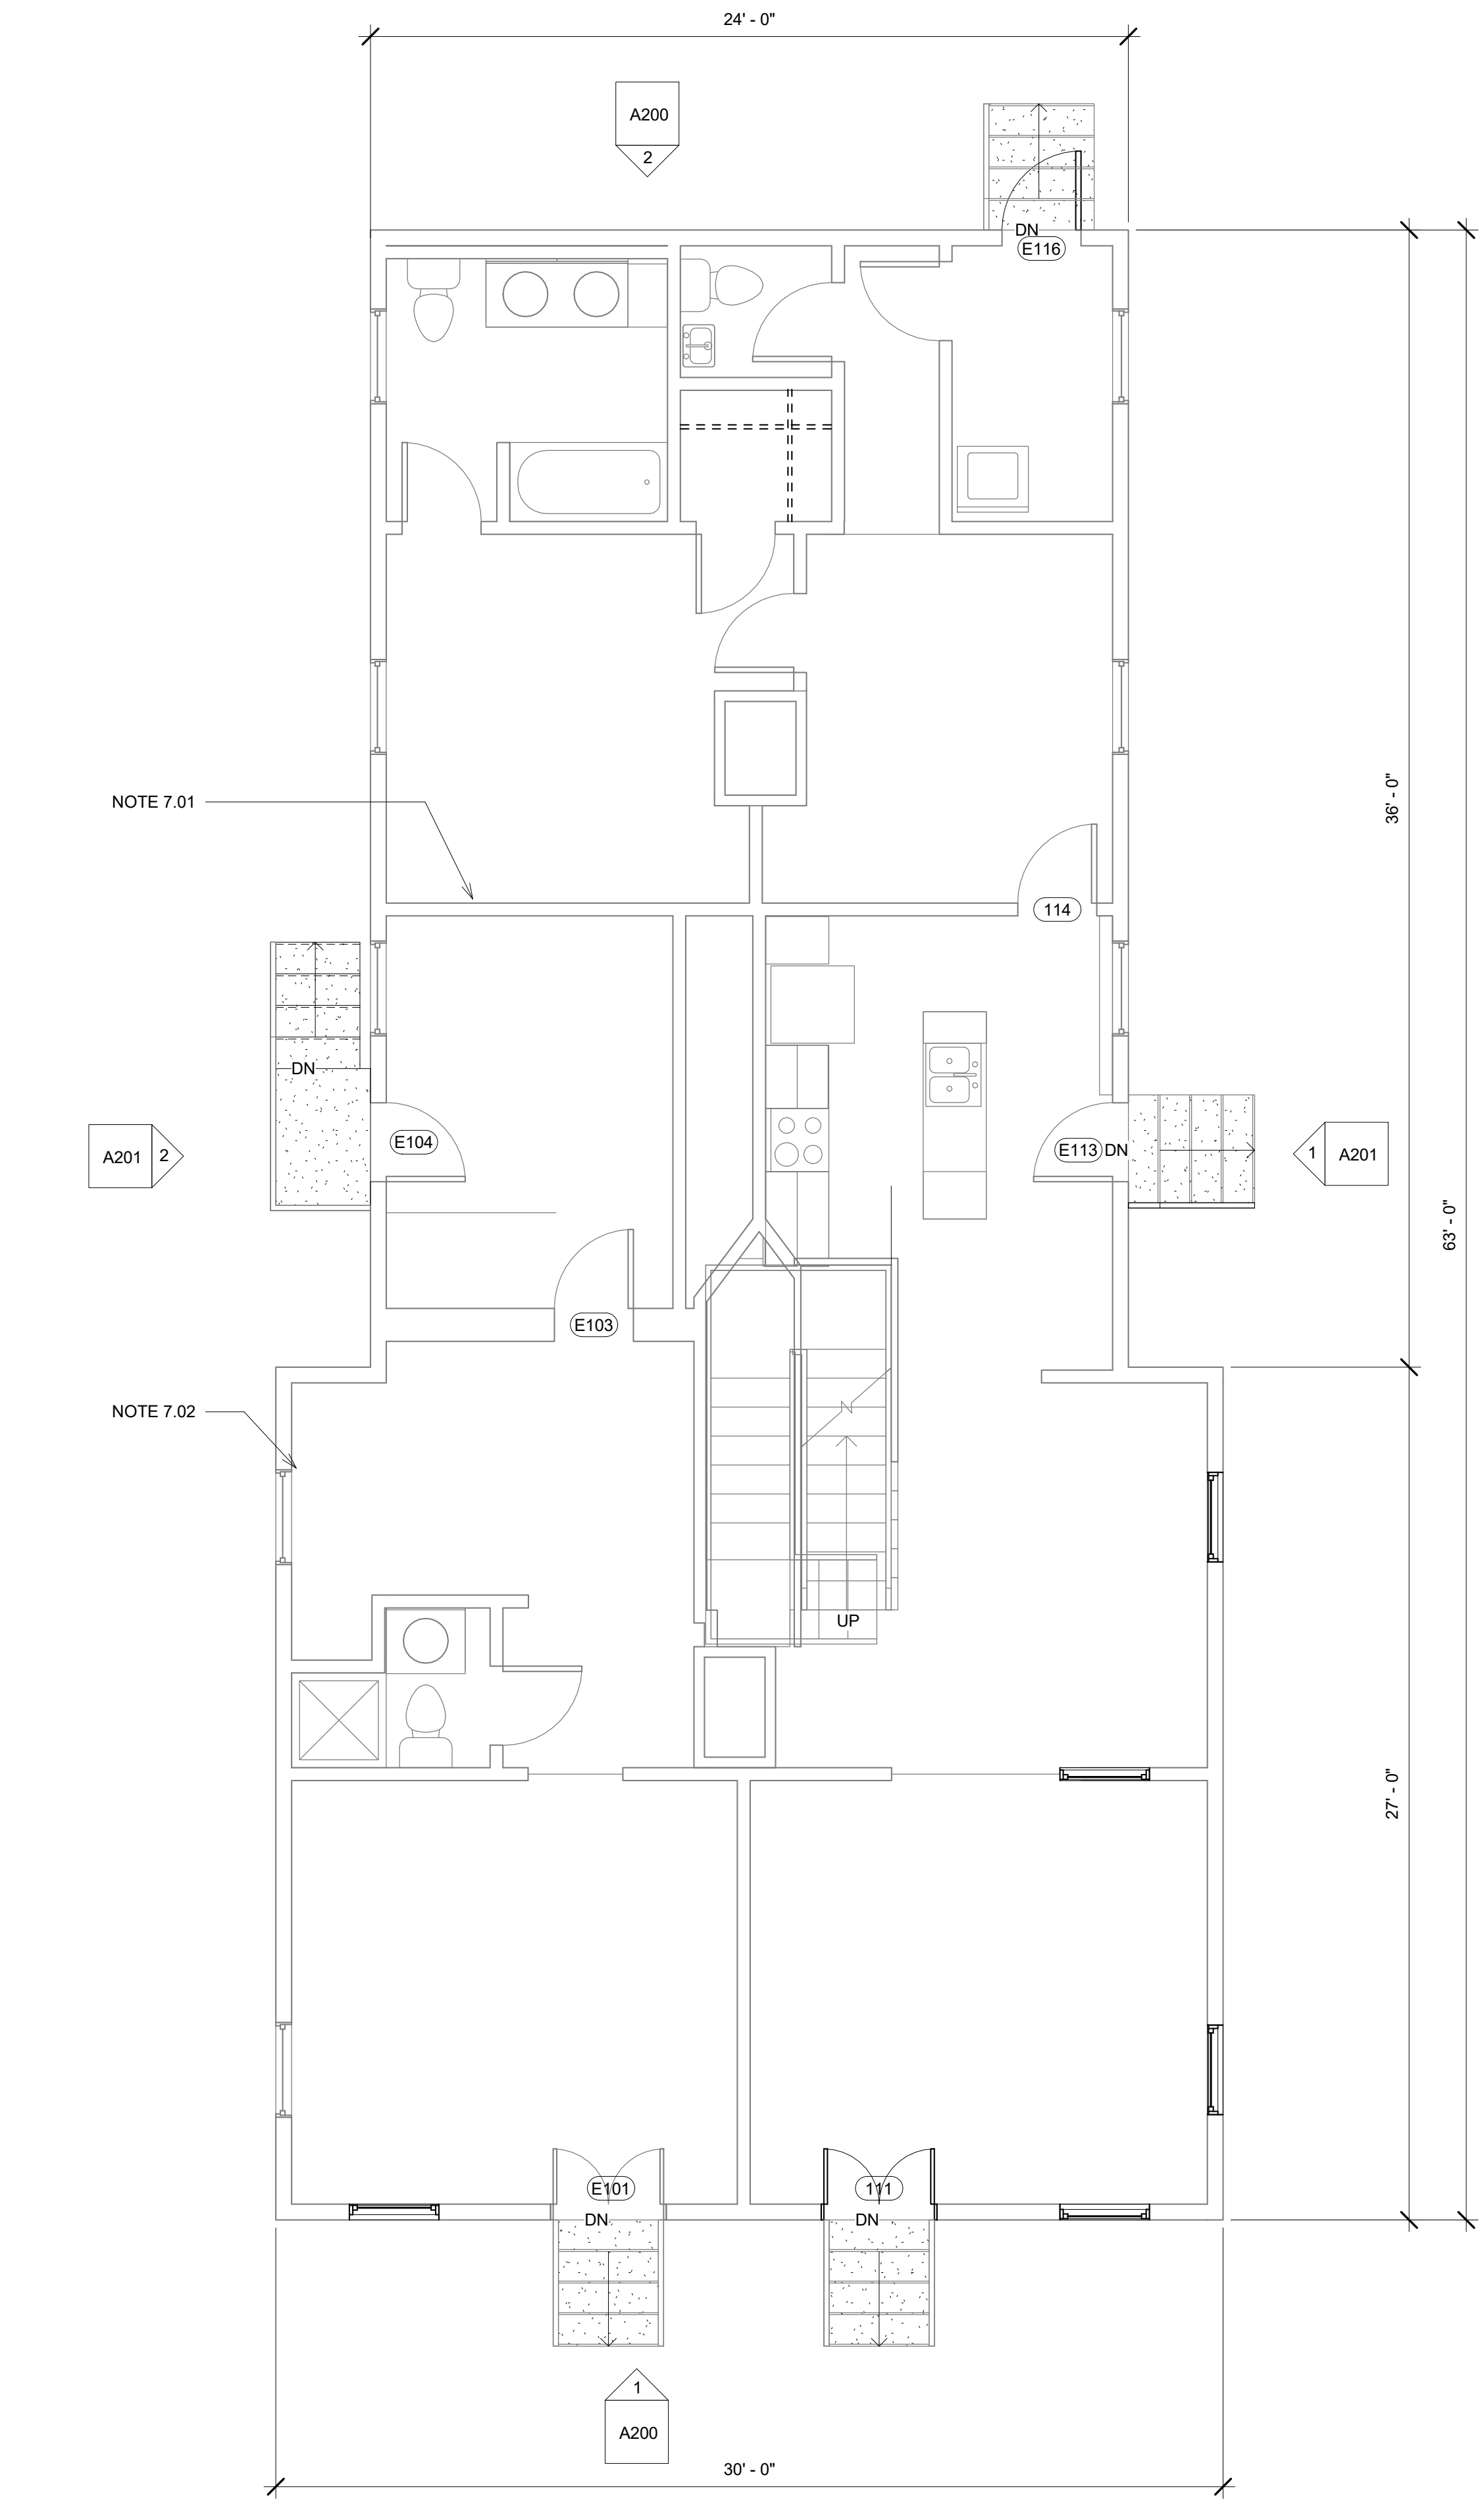 24' - 0"
A200
2
DN
E116
36' - 0"
NOTE 7.01
114
DN
E104
E113
DN
A201
2
1
A201
63' - 0"
E103
NOTE 7.02
UP
27' - 0"
E101
111
DN
DN
1
A200
30' - 0"